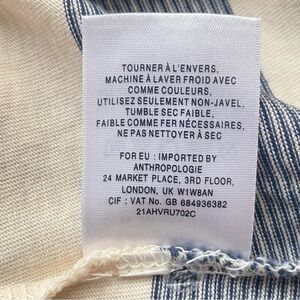 TOURNER À L'ENVERS,
MACHINE À LAVER FROID AVEC
COMME COULEURS,
UTILISEZ SEULEMENT NON-JAVEL,
TUMBLE SEC FAIBLE,
FAIBLE COMME FER NÉCESSAIRES,
NE PAS NETTOYER À SEC
FOR EU : IMPORTED BY
ANTHROPOLOGIE
24 MARKET PLACE, 3RD FLOOR,
LONDON, UK W1W8AN
CIF : VAT No. GB 684936382
21AHVRU702C